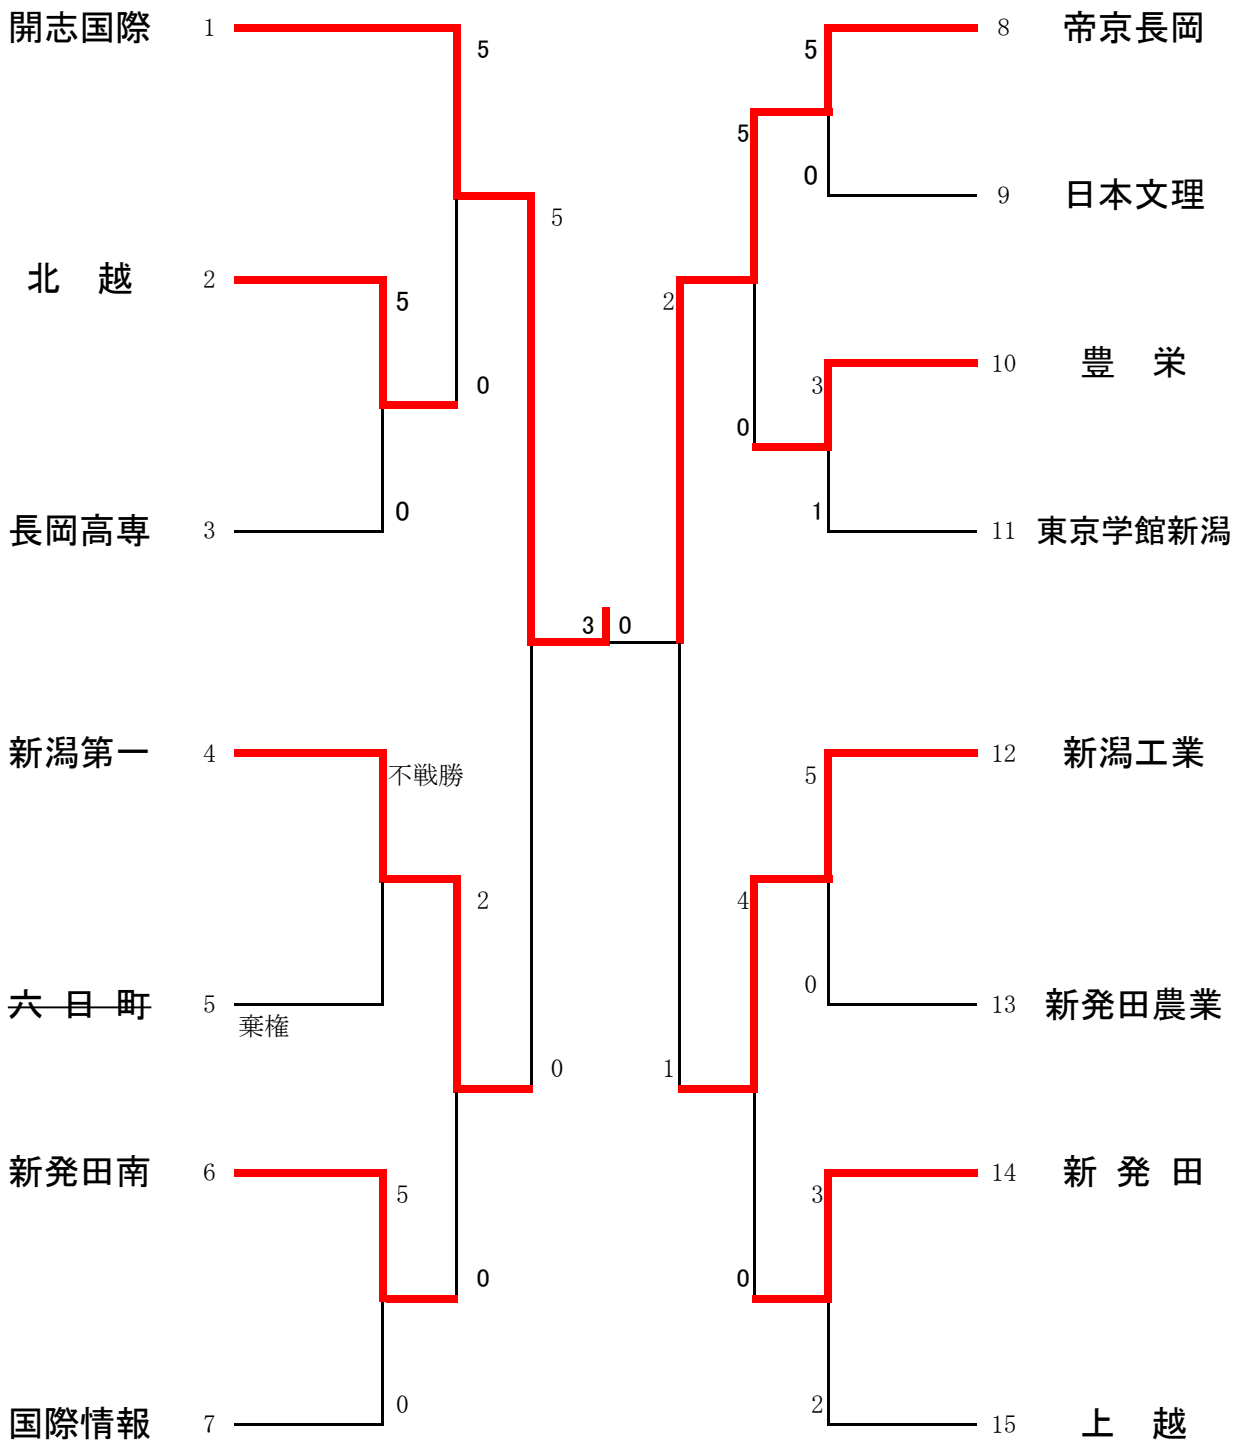 開志国際 1
5
5
北 越 2
5
0
長岡高専 3
0
新潟第一 4
不戦勝
2
六日町 5
棄権
0
新発田南 6
5
0
国際情報 7
0
3 0
8 帝京長岡
5
5
0
9 日本文理
2
10 豊 栄
3
0
1
11 東京学館新潟
12 新潟工業
5
4
0
13 新発田農業
1
14 新発田
3
0
2
15 上 越